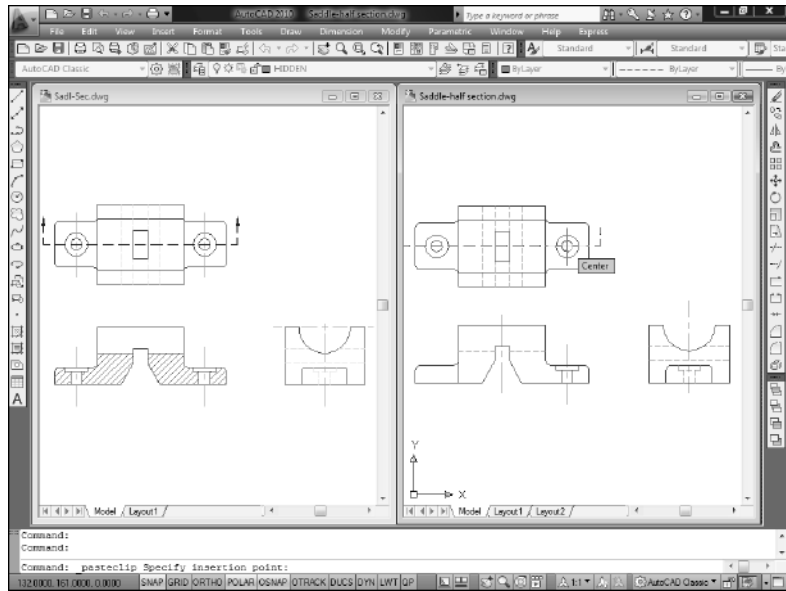 AutoCAD 2010 Saddle-half section.dwg
Type a keyword or phrase
File Edit View Insert Format Tools Draw Dimension Modify Parametric Window Help Express
Standard
Standard
Sta
AutoCAD Classic
HIDDEN
ByLayer
ByLayer
By
Sadl-Sec.dwg
Saddle-half section.dwg
Center
Y
X
Model Layout1
Model Layout1 Layout2
A
Command:
Command:
Command: _pasteclip Specify insertion point:
132.0000, 161.0000, 0.0000 SNAP GRID ORTHO POLAR OSNAP OTRACK DUCS DYN LWT QP
1:1
AutoCAD Classic